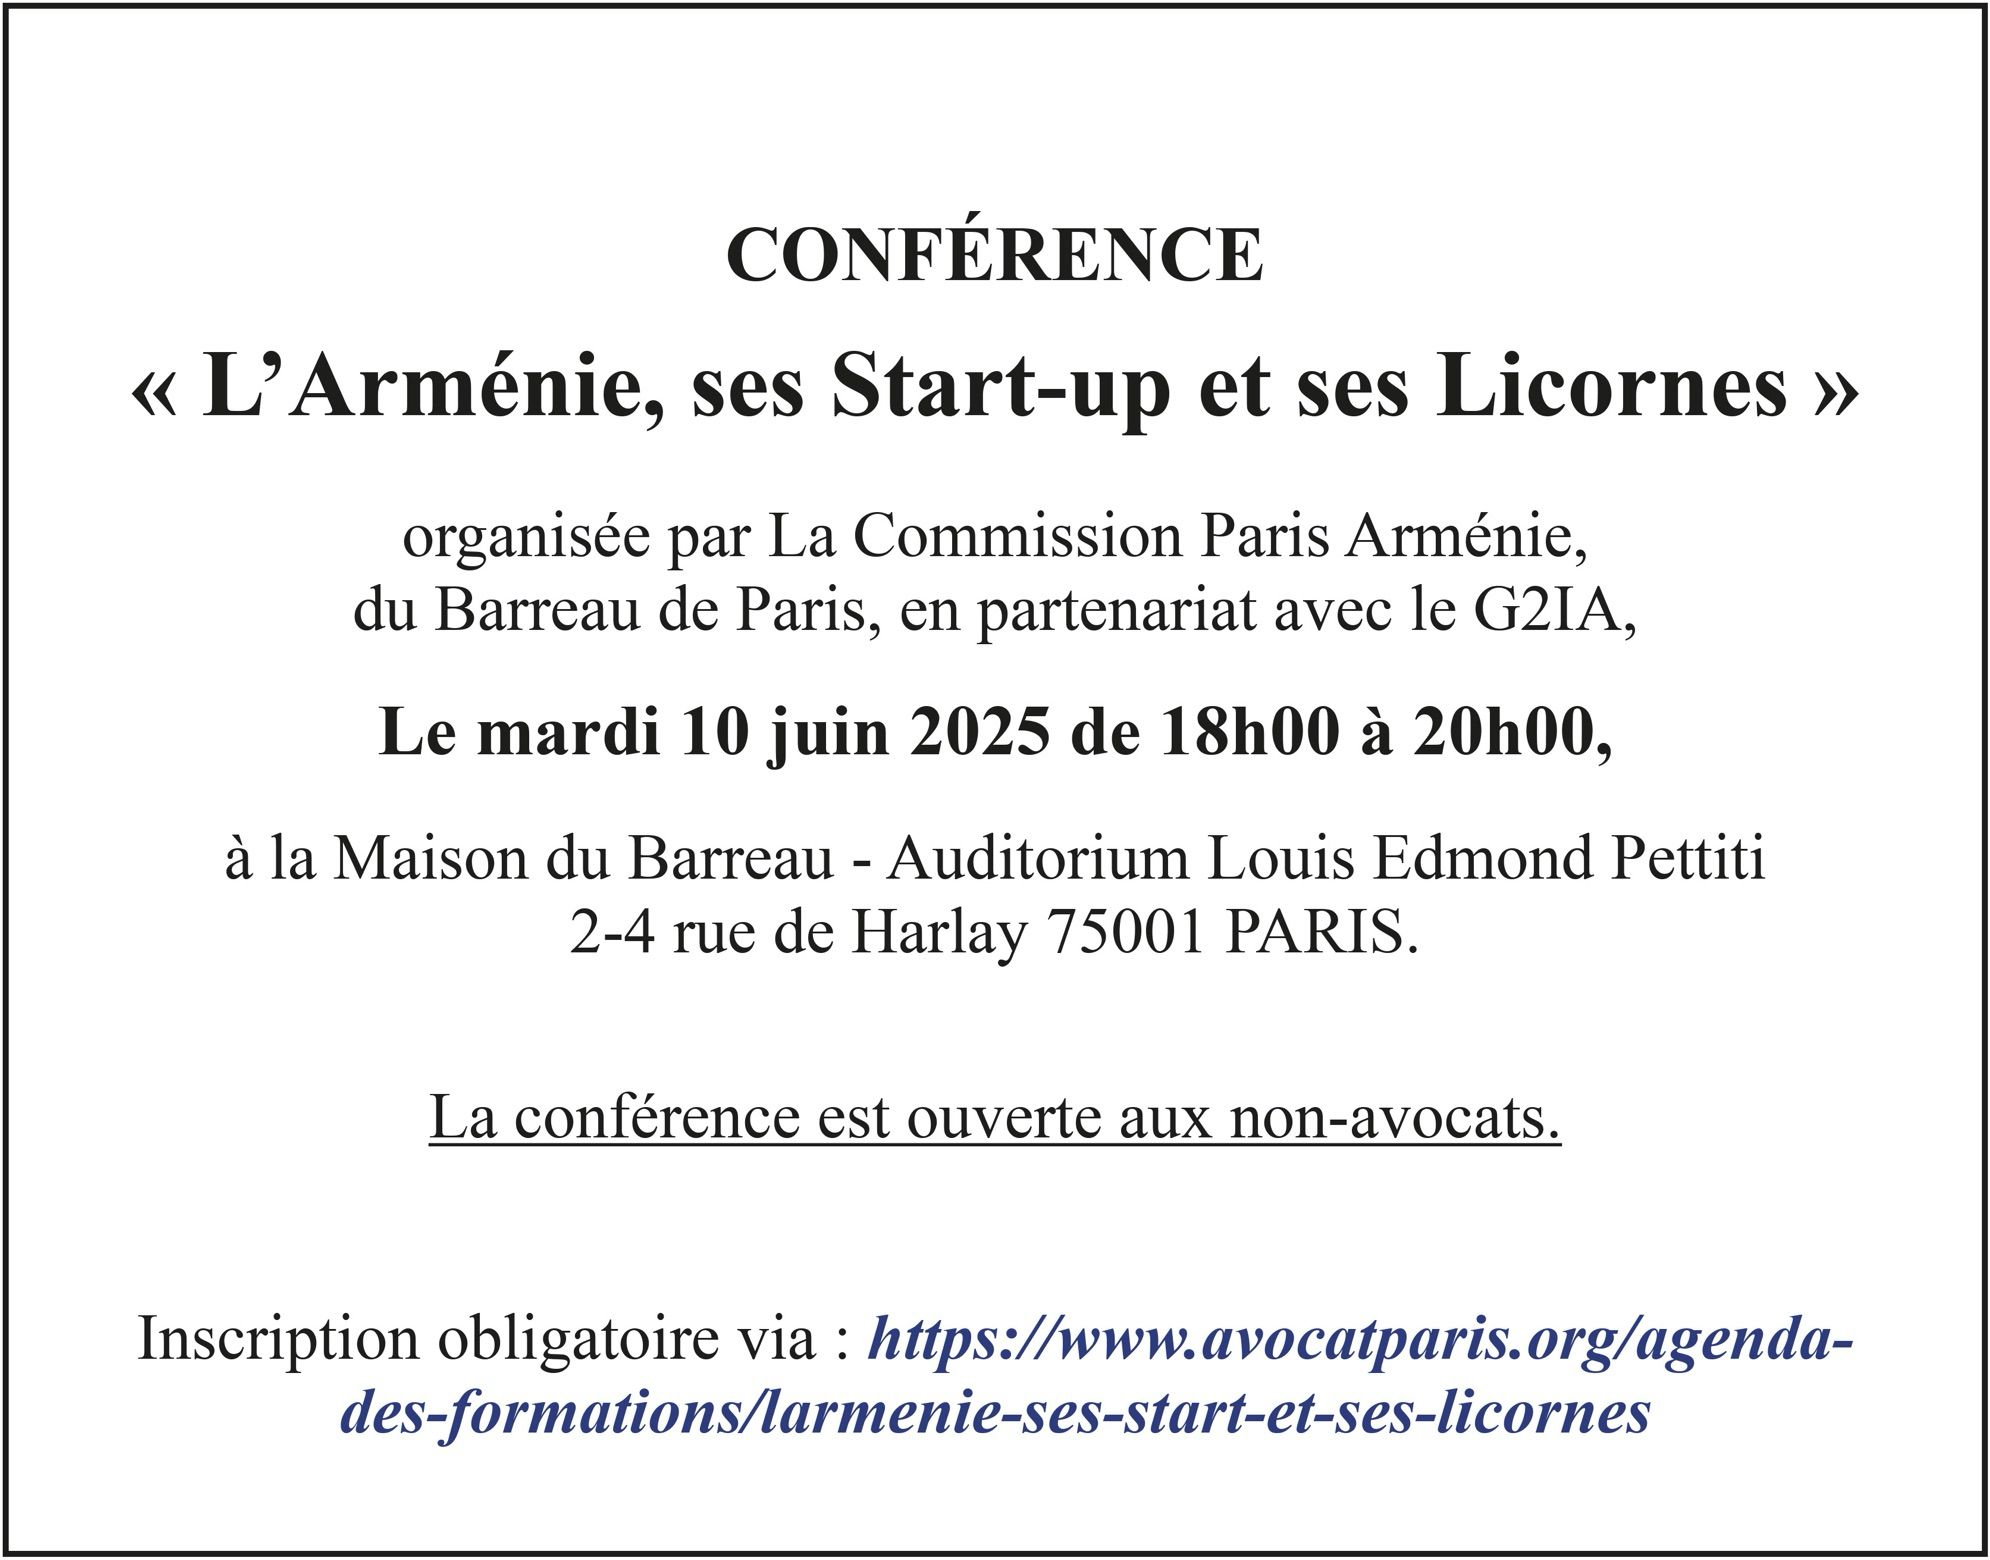 CONFÉRENCE
« L’Arménie, ses Start-up et ses Licornes »
organisée par La Commission Paris Arménie,
du Barreau de Paris, en partenariat avec le G2IA,
Le mardi 10 juin 2025 de 18h00 à 20h00,
à la Maison du Barreau - Auditorium Louis Edmond Pettiti
2-4 rue de Harlay 75001 PARIS.
La conférence est ouverte aux non-avocats.
Inscription obligatoire via : https://www.avocatparis.org/agenda-
des-formations/larmenie-ses-start-et-ses-licornes